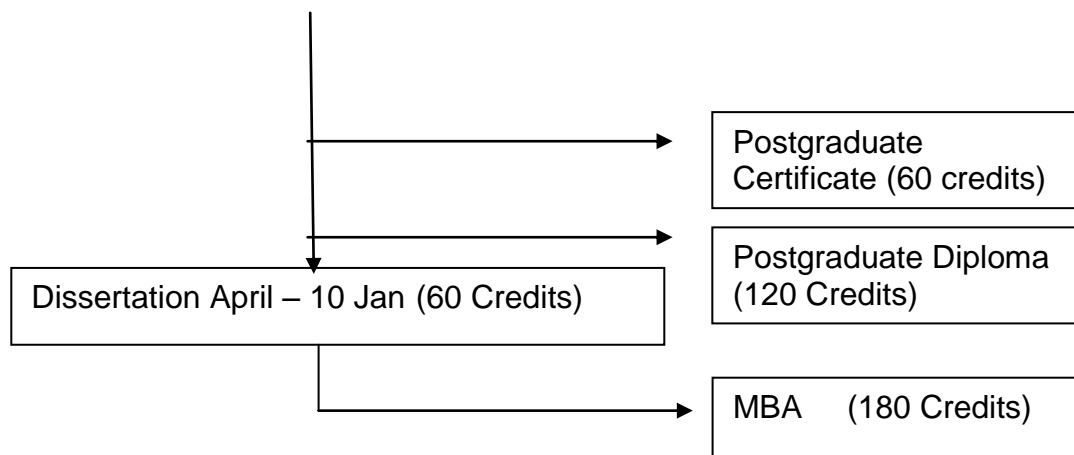 Postgraduate
Certificate (60 credits)
Postgraduate Diploma
(120 Credits)
Dissertation April – 10 Jan (60 Credits)
MBA (180 Credits)